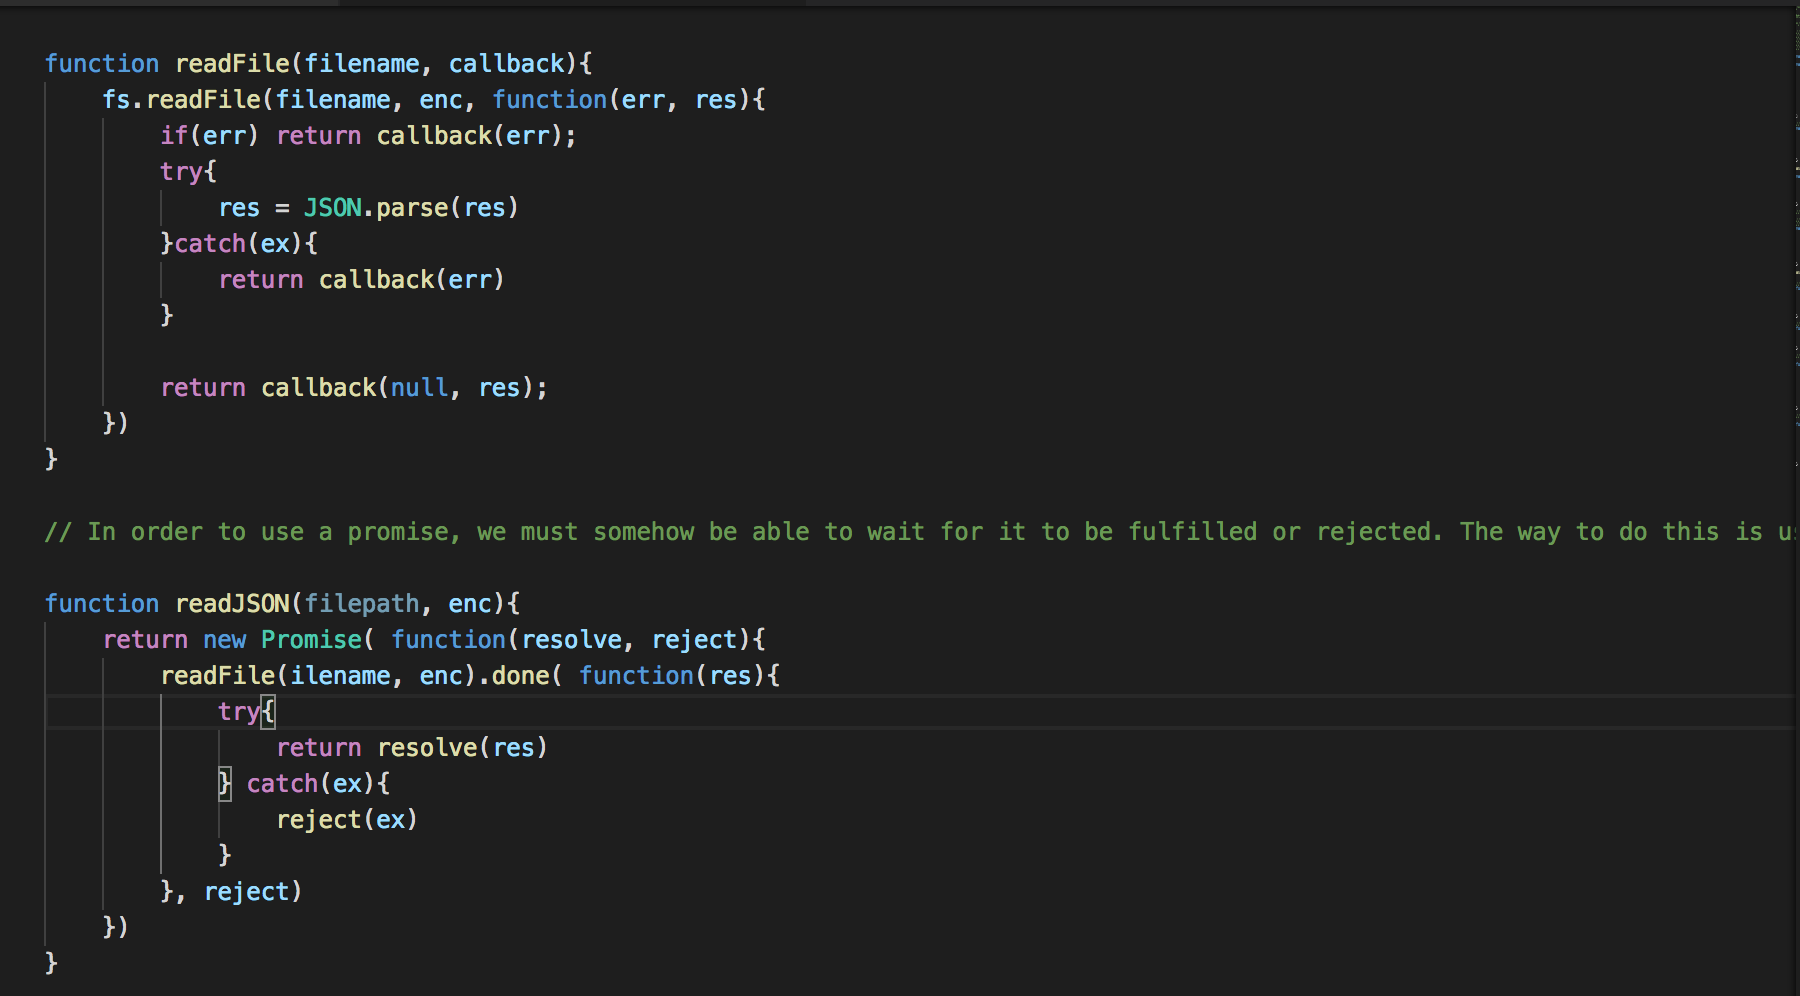 function readFile(filename, callback){
fs.readFile(filename, enc, function(err, res){
if(err) return callback(err);
try{
res = JSON.parse(res)
}catch(ex){
return callback(err)
}
return callback(null, res);
})
}
// In order to use a promise, we must somehow be able to wait for it to be fulfilled or rejected. The way to do this is
function readJSON(filepath, enc){
return new Promise( function(resolve, reject){
readFile(ilename, enc).done( function(res){
try{
return resolve(res)
} catch(ex){
reject(ex)
}
}, reject)
})
}